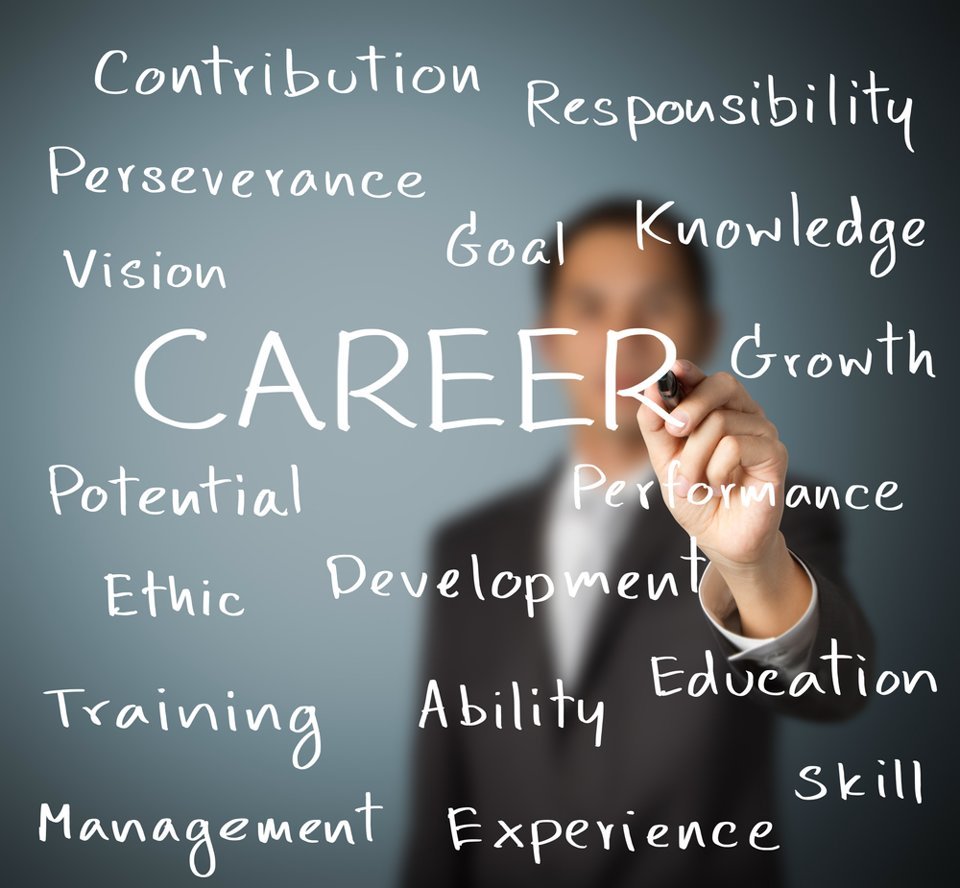 Contribution
Responsibility
Perseverance
Knowledge
Goal
Vision
CAREER
Growth
Potential
Performance
Ethic
Development
Education
Training
Ability
Skill
Management
Experience